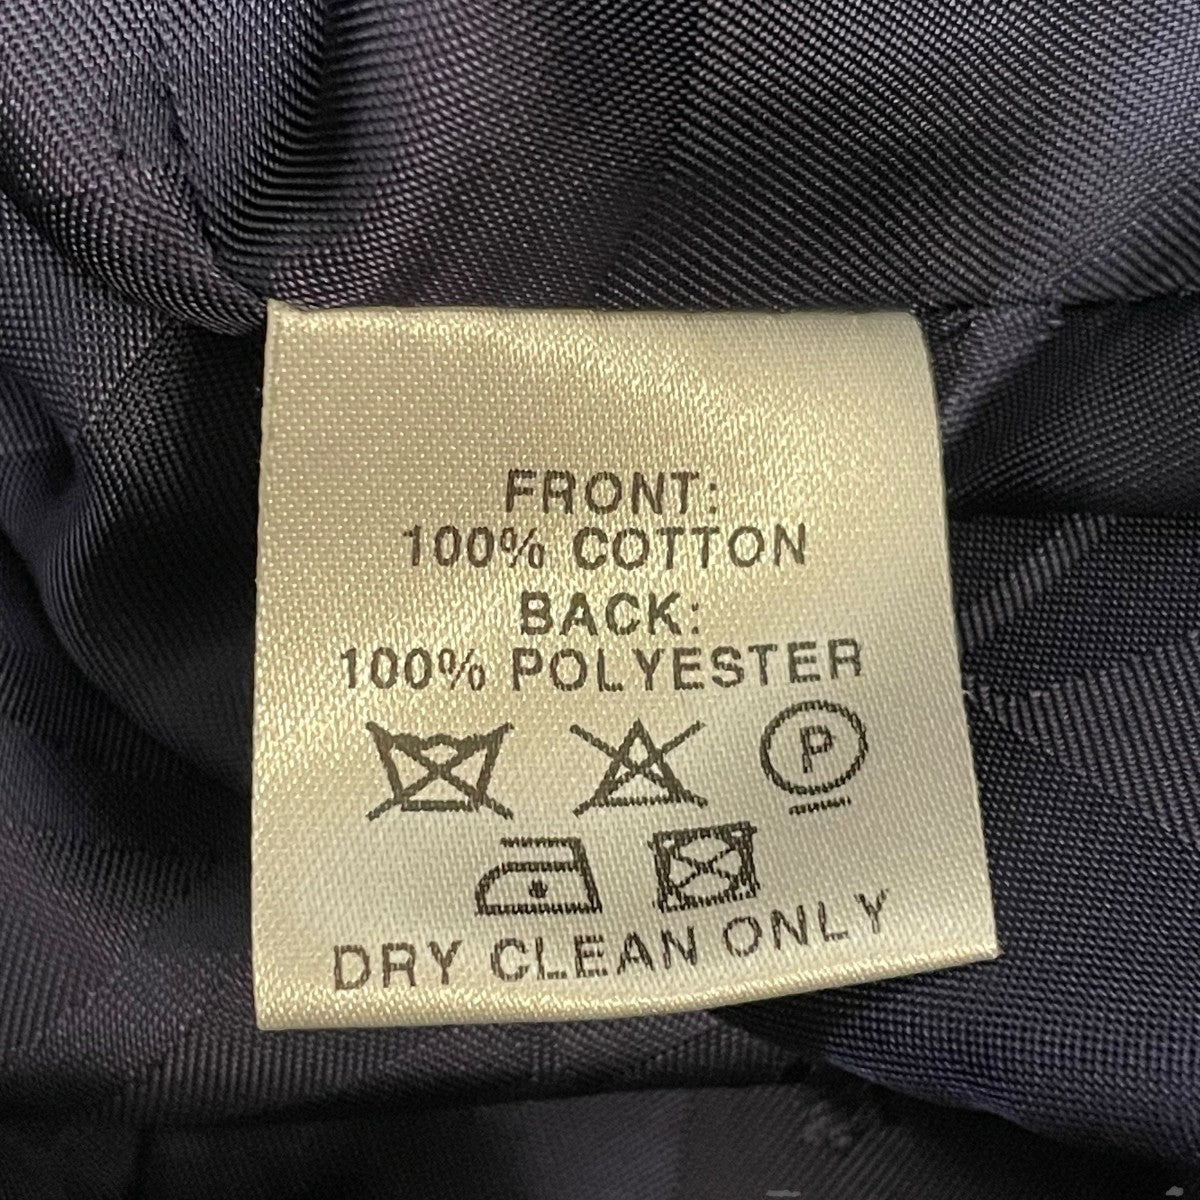 FRONT:
100% COTTON
BACK:
100% POLYESTER
P
DRY CLEAN ONLY